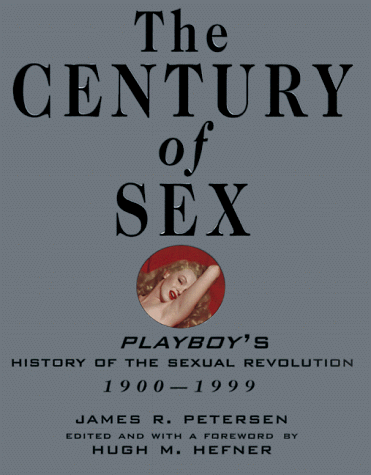 The
CENTURY
of
SEX
PLAYBOY'S
HISTORY OF THE SEXUAL REVOLUTION
1900—1999
JAMES R. PETERSEN
EDITED AND WITH A FOREWORD BY
HUGH M. HEFNER